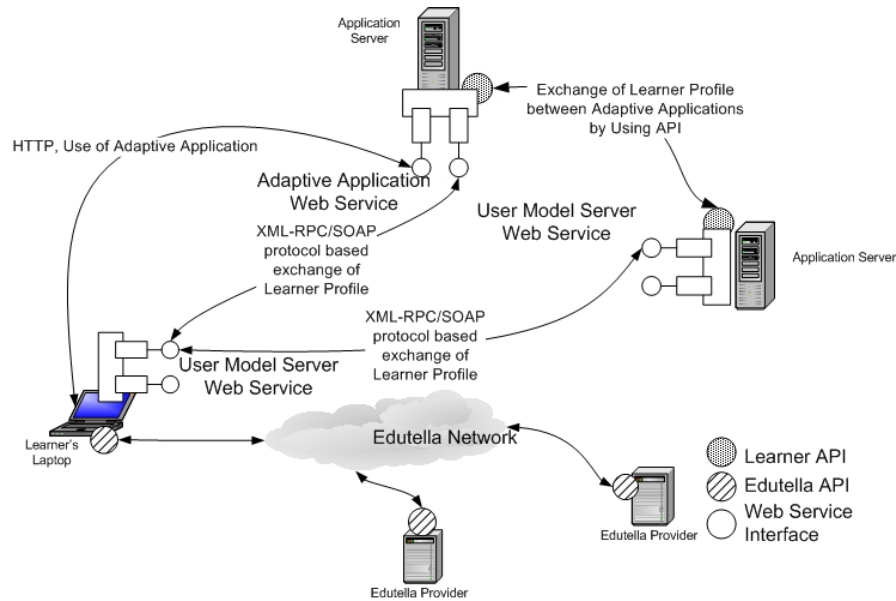 Application
Server
Exchange of Learner Profile
between Adaptive Applications
by Using API
HTTP, Use of Adaptive Application
Adaptive Application
Web Service
User Model Server
Web Service
XML-RPC/SOAP
protocol based
exchange of
Learner Profile
Application Server
XML-RPC/SOAP
protocol based
exchange of
Learner Profile
User Model Server
Web Service
Learner's
Laptop
Edutella Network
Learner API
Edutella API
Web Service
Interface
Edutella Provider
Edutella Provider